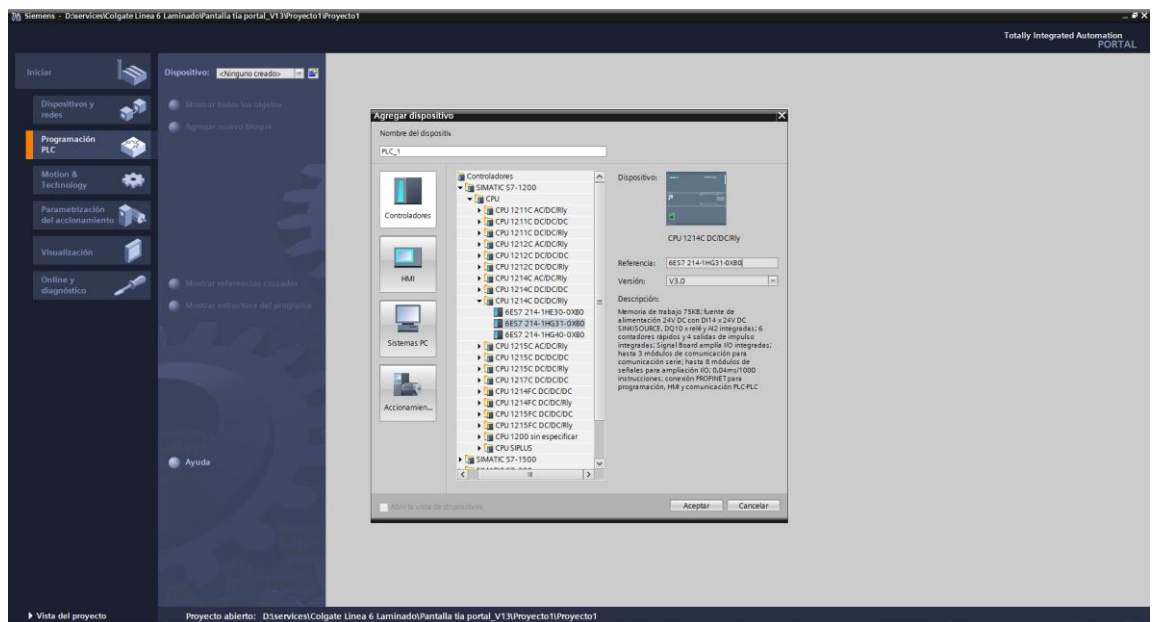 Siemens - D:\services\Colgate Linea 6 Laminado\Pantalla tia portal_V13\Proyecto1\Proyecto1
Totally Integrated Automation
PORTAL
Iniciar
Dispositivos y
redes
Programación
PLC
Motion &
Technology
Parametrización
del accionamiento
Visualización
Online y
diagnóstico
Vista del proyecto
Dispositivo:
<Ninguno creado>
Mostrar todos los objetos
Agregar nuevo bloque
Mostrar referencias cruzadas
Mostrar estructura del programa
Ayuda
Agregar dispositivo
Nombre del dispositiv
PLC_1
Controladores
HMI
Sistemas PC
Accionamien...
Controladores
SIMATIC S7-1200
CPU
CPU 1211C AC/DC/Rly
CPU 1211C DC/DC/DC
CPU 1211C DC/DC/Rly
CPU 1212C AC/DC/Rly
CPU 1212C DC/DC/DC
CPU 1212C DC/DC/Rly
CPU 1214C AC/DC/Rly
CPU 1214C DC/DC/DC
CPU 1214C DC/DC/Rly
6ES7 214-1HE30-0XB0
6ES7 214-1HG31-0XB0
6ES7 214-1HG40-0XB0
CPU 1215C AC/DC/Rly
CPU 1215C DC/DC/DC
CPU 1215C DC/DC/Rly
CPU 1217C DC/DC/DC
CPU 1214FC DC/DC/DC
CPU 1214FC DC/DC/Rly
CPU 1215FC DC/DC/DC
CPU 1215FC DC/DC/Rly
CPU 1200 sin especificar
CPU SIPLUS
SIMATIC S7-1500
Dispositivo:
CPU 1214C DC/DC/Rly
Referencia: 6ES7 214-1HG31-0XB0
Versión: V3.0
Descripción:
Memoria de trabajo 75KB; fuente de
alimentación 24V DC con DI14 x 24V DC
SINK/SOURCE, DQ10 x relé y AI2 integradas; 6
contadores rápidos y 4 salidas de impulso
integradas; Signal Board amplía I/O integradas;
hasta 3 módulos de comunicación para
comunicación serie; hasta 8 módulos de
señales para ampliación I/O; 0,04ms/1000
instrucciones; conexión PROFINET para
programación, HMI y comunicación PLC-PLC
Abrir la vista de dispositivos
Aceptar
Cancelar
Proyecto abierto: D:\services\Colgate Linea 6 Laminado\Pantalla tia portal_V13\Proyecto1\Proyecto1